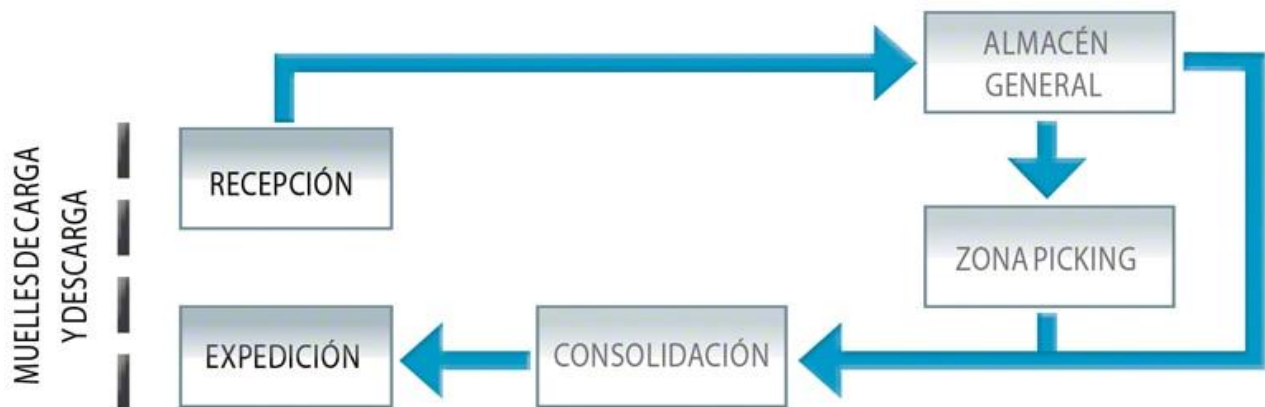 MUELLES DE CARGA
Y DESCARGA
RECEPCIÓN
ALMACÉN
GENERAL
ZONA PICKING
EXPEDICIÓN
CONSOLIDACIÓN